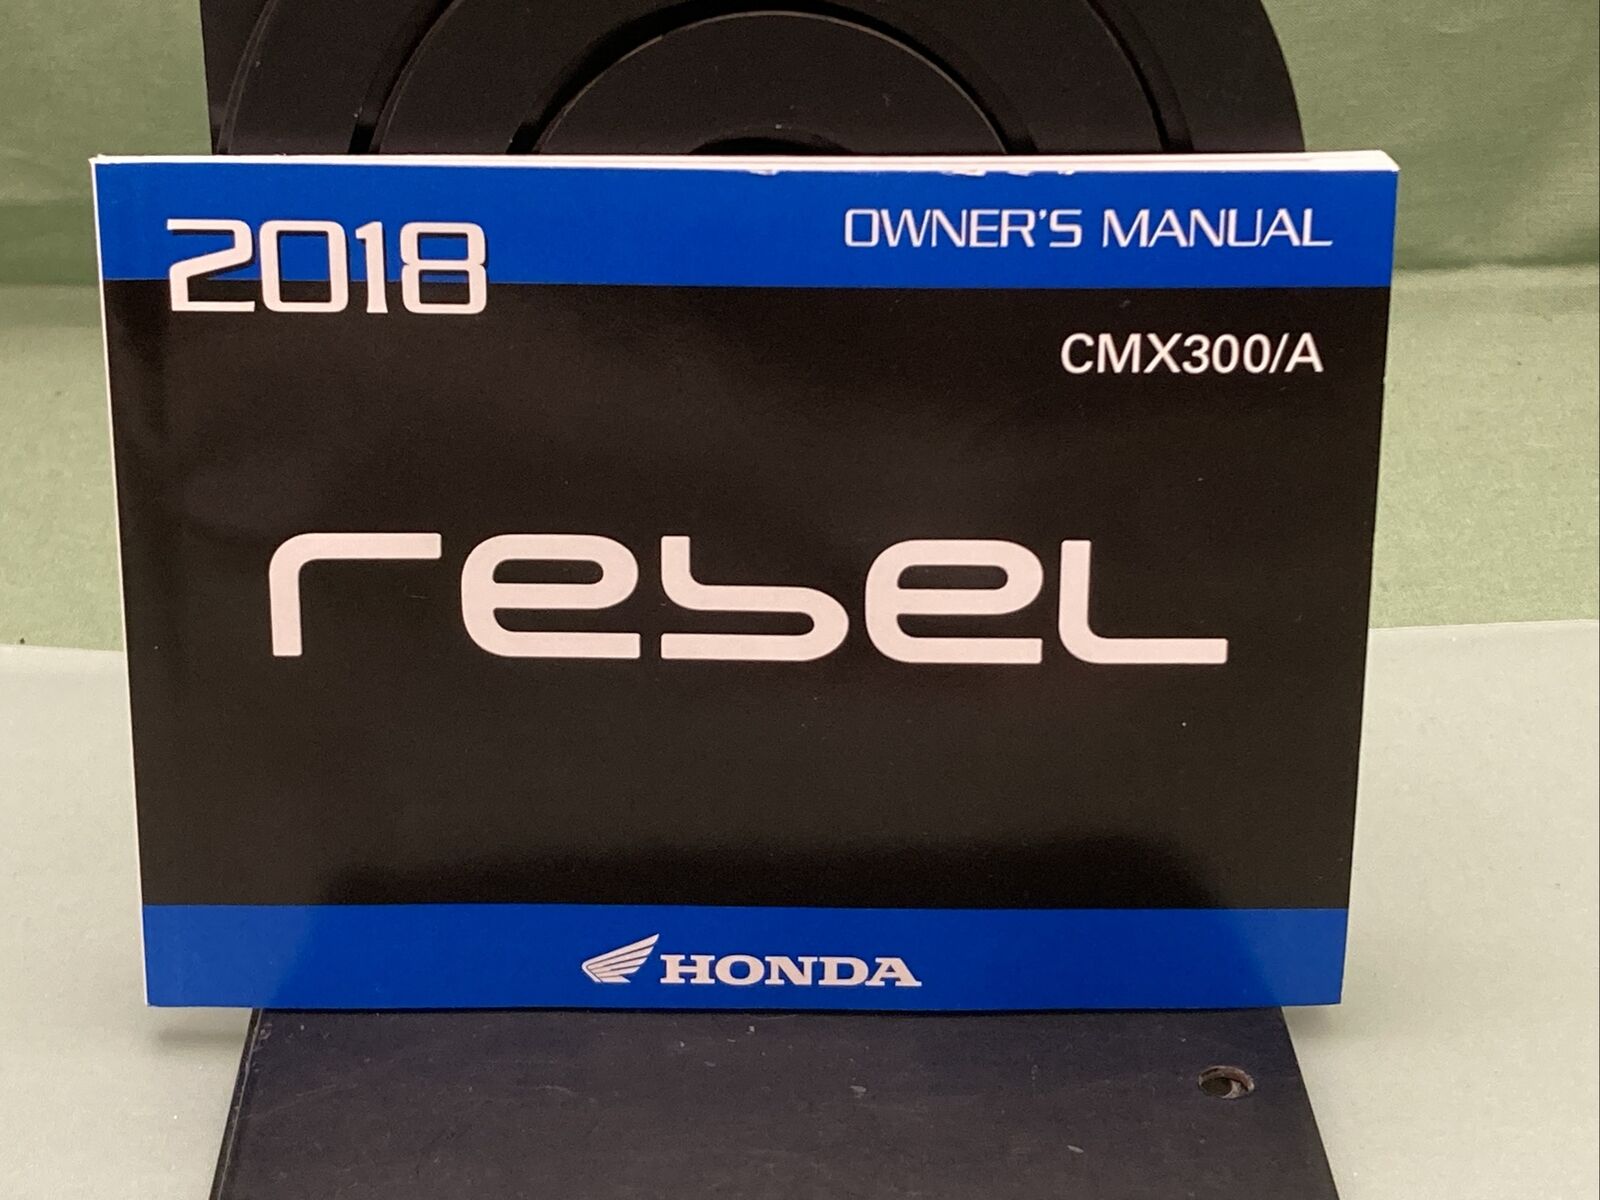 2018
OWNER'S MANUAL
CMX300/A
rebel
HONDA